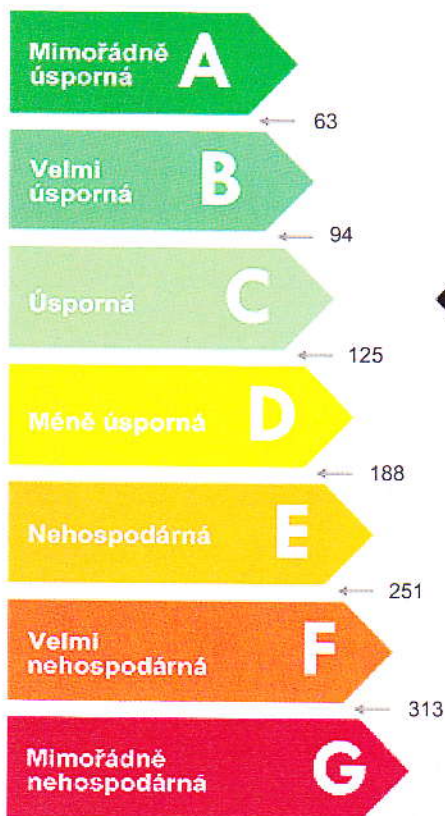 Mimořádně
úsporná
A
63
Velmi
úsporná
B
94
Úsporná
C
125
Méně úsporná
D
188
Nehospodárná
E
251
Velmi
nehospodárná
F
313
Mimořádně
nehospodárná
G